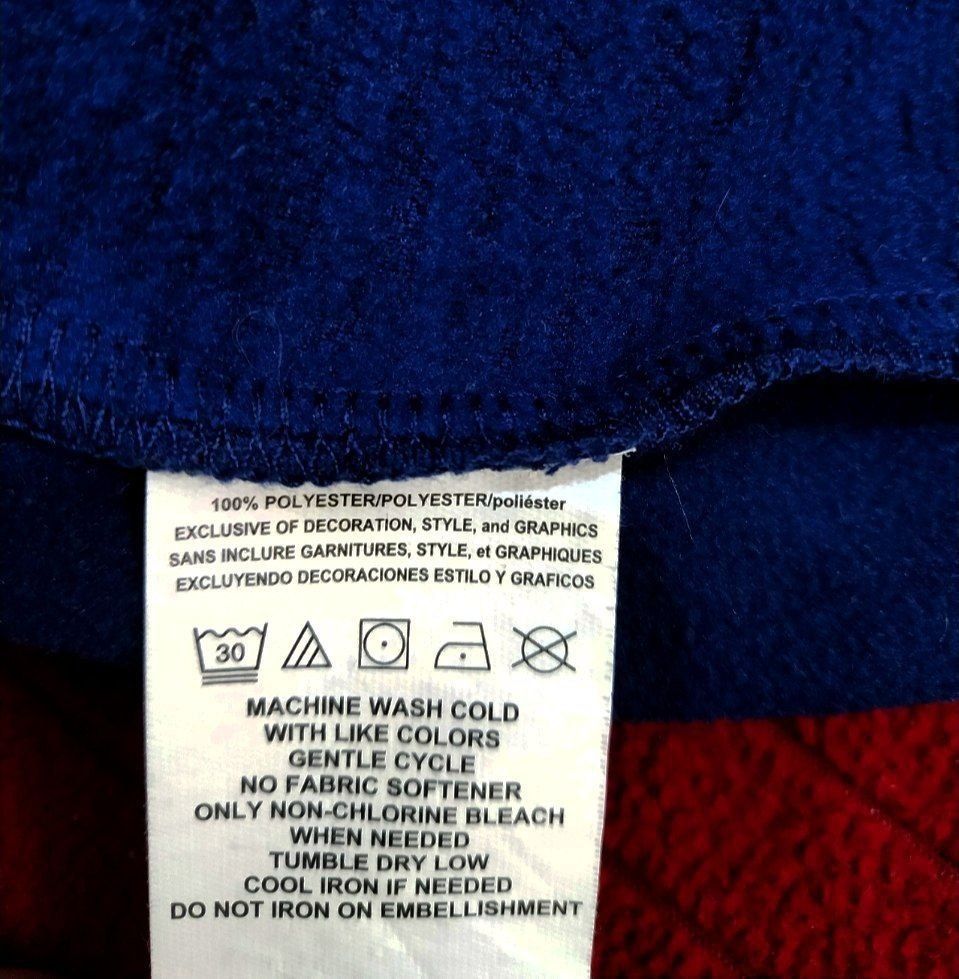 100% POLYESTER/POLYESTER/poliéster
EXCLUSIVE OF DECORATION, STYLE, and GRAPHICS
SANS INCLURE GARNITURES, STYLE, et GRAPHIQUES
EXCLUYENDO DECORACIONES ESTILO Y GRAFICOS
30
MACHINE WASH COLD
WITH LIKE COLORS
GENTLE CYCLE
NO FABRIC SOFTENER
ONLY NON-CHLORINE BLEACH
WHEN NEEDED
TUMBLE DRY LOW
COOL IRON IF NEEDED
DO NOT IRON ON EMBELLISHMENT